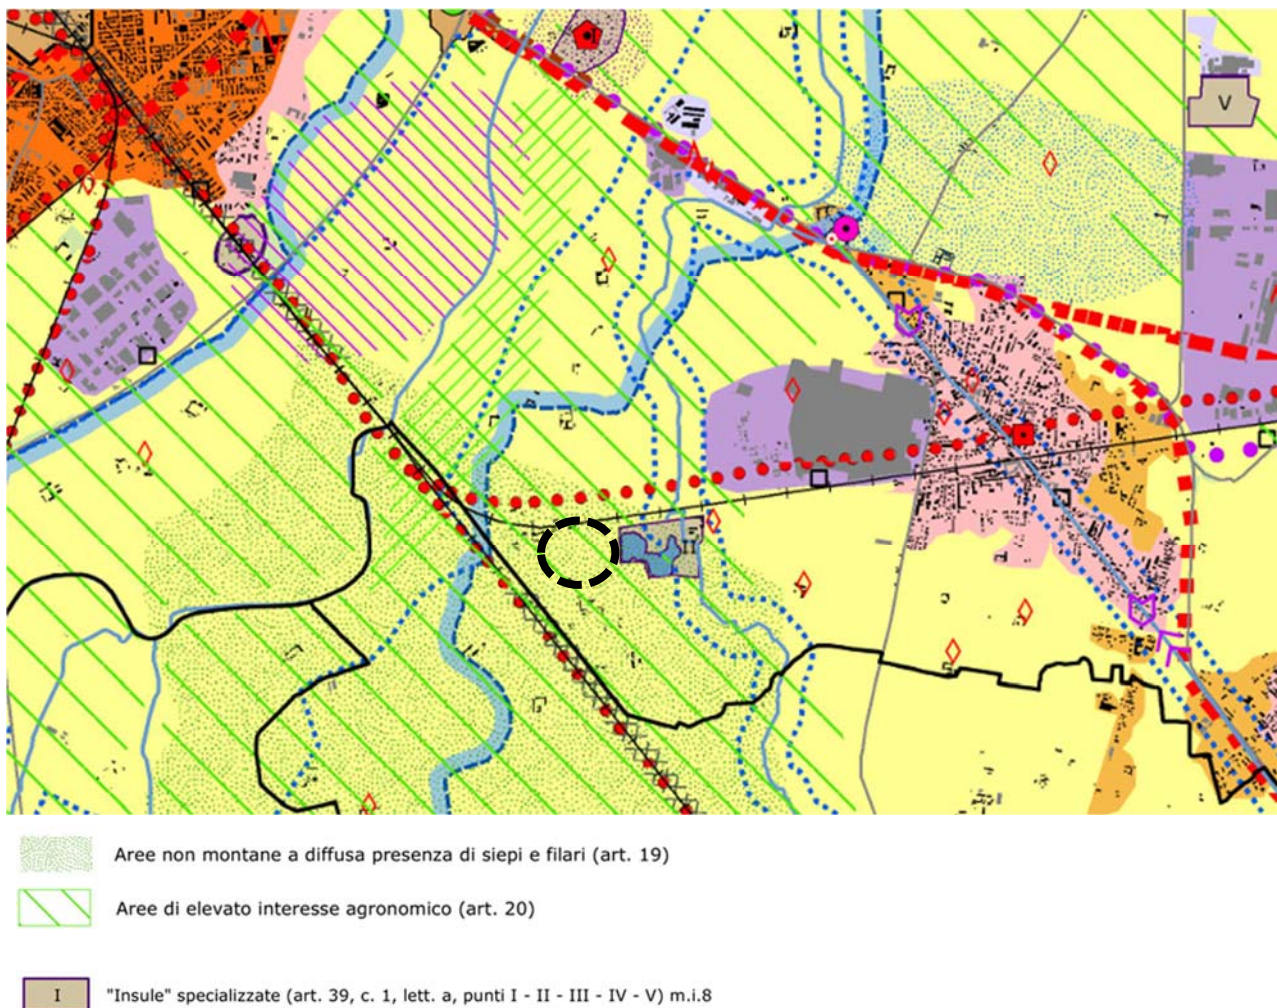 V
II
Aree non montane a diffusa presenza di siepi e filari (art. 19)
Aree di elevato interesse agronomico (art. 20)
I "Insule" specializzate (art. 39, c. 1, lett. a, punti I - II - III - IV - V) m.i.8